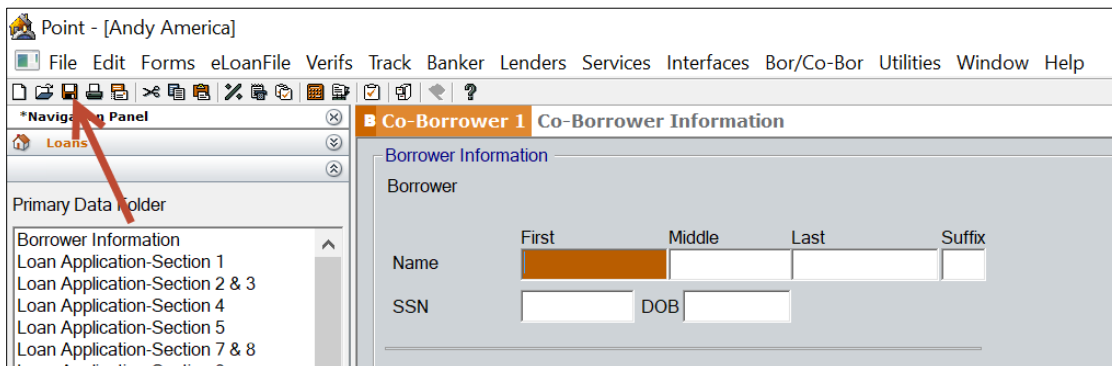 Point - [Andy America]
File Edit Forms eLoanFile Verifs Track Banker Lenders Services Interfaces Bor/Co-Bor Utilities Window Help
*Navigation Panel
B Co-Borrower 1 Co-Borrower Information
Loans
Borrower Information
Borrower
Primary Data Folder
Borrower Information
Loan Application-Section 1
Loan Application-Section 2 & 3
Loan Application-Section 4
Loan Application-Section 5
Loan Application-Section 7 & 8
First Middle Last Suffix
Name
SSN DOB